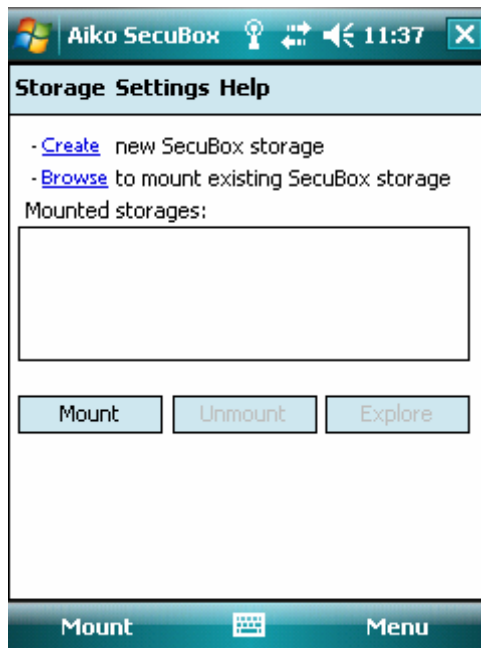 Aiko SecuBox 11:37
Storage Settings Help
- Create new SecuBox storage
- Browse to mount existing SecuBox storage
Mounted storages:
Mount Unmount Explore
Mount Menu